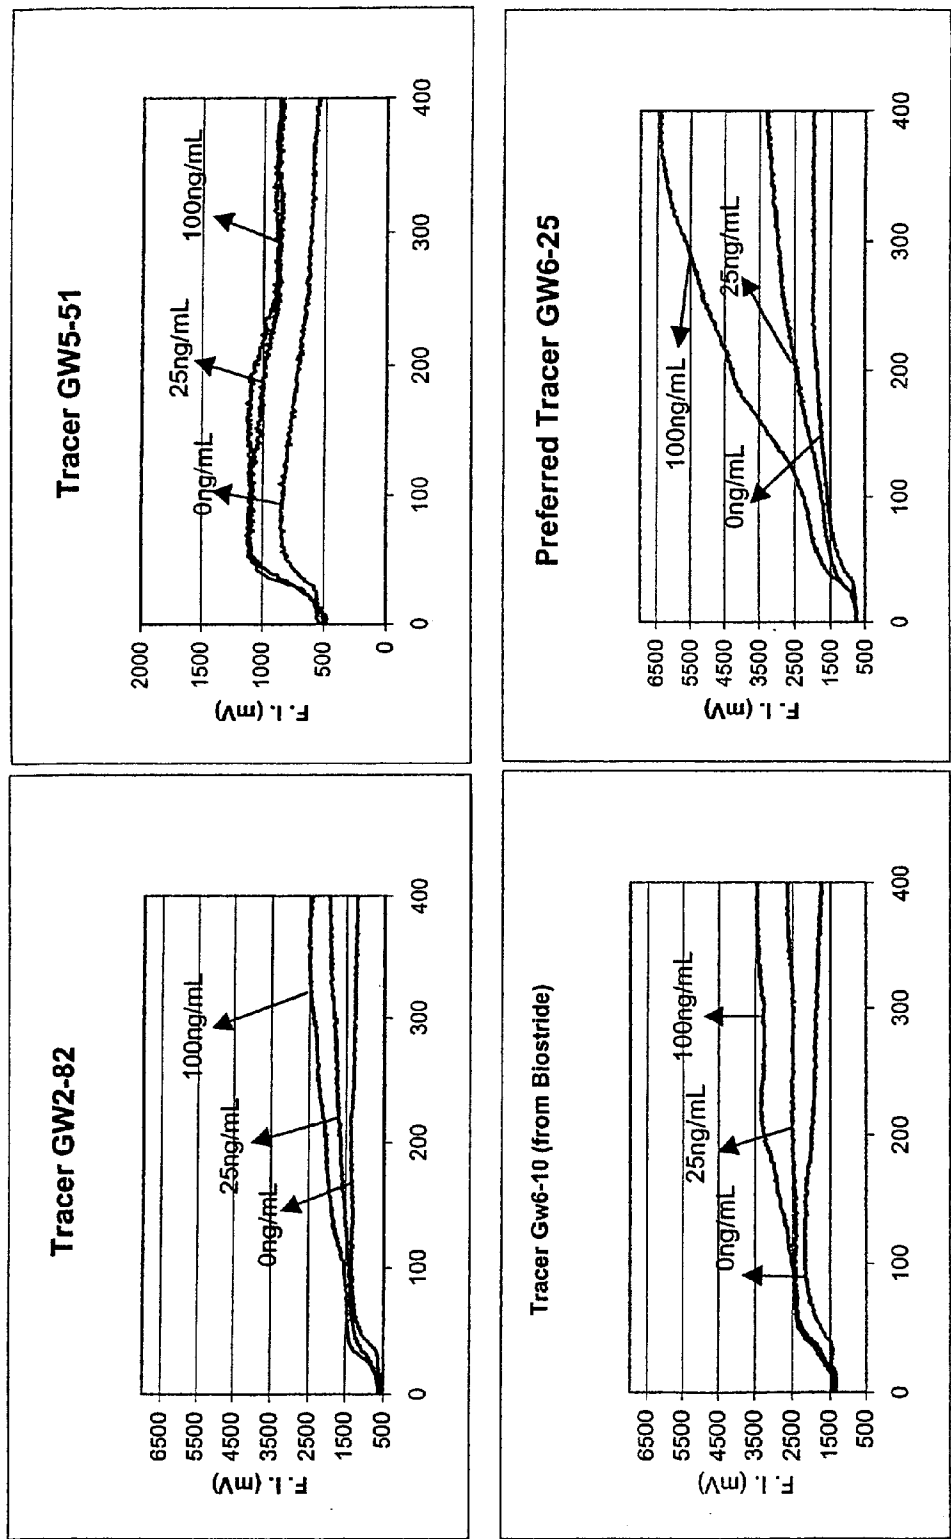 Tracer GW2-82
F. I. (mV)
6500
5500
4500
3500
2500
1500
500
0
100
200
300
400
0ng/mL
25ng/mL
100ng/mL
Tracer GW5-51
F. I. (mV)
2000
1500
1000
500
0
0
100
200
300
400
0ng/mL
25ng/mL
100ng/mL
Tracer Gw6-10 (from Biostride)
F. I. (mV)
6500
5500
4500
3500
2500
1500
500
0
100
200
300
400
0ng/mL
25ng/mL
100ng/mL
Preferred Tracer GW6-25
F. I. (mV)
6500
5500
4500
3500
2500
1500
500
0
100
200
300
400
100ng/mL
0ng/mL
25ng/mL